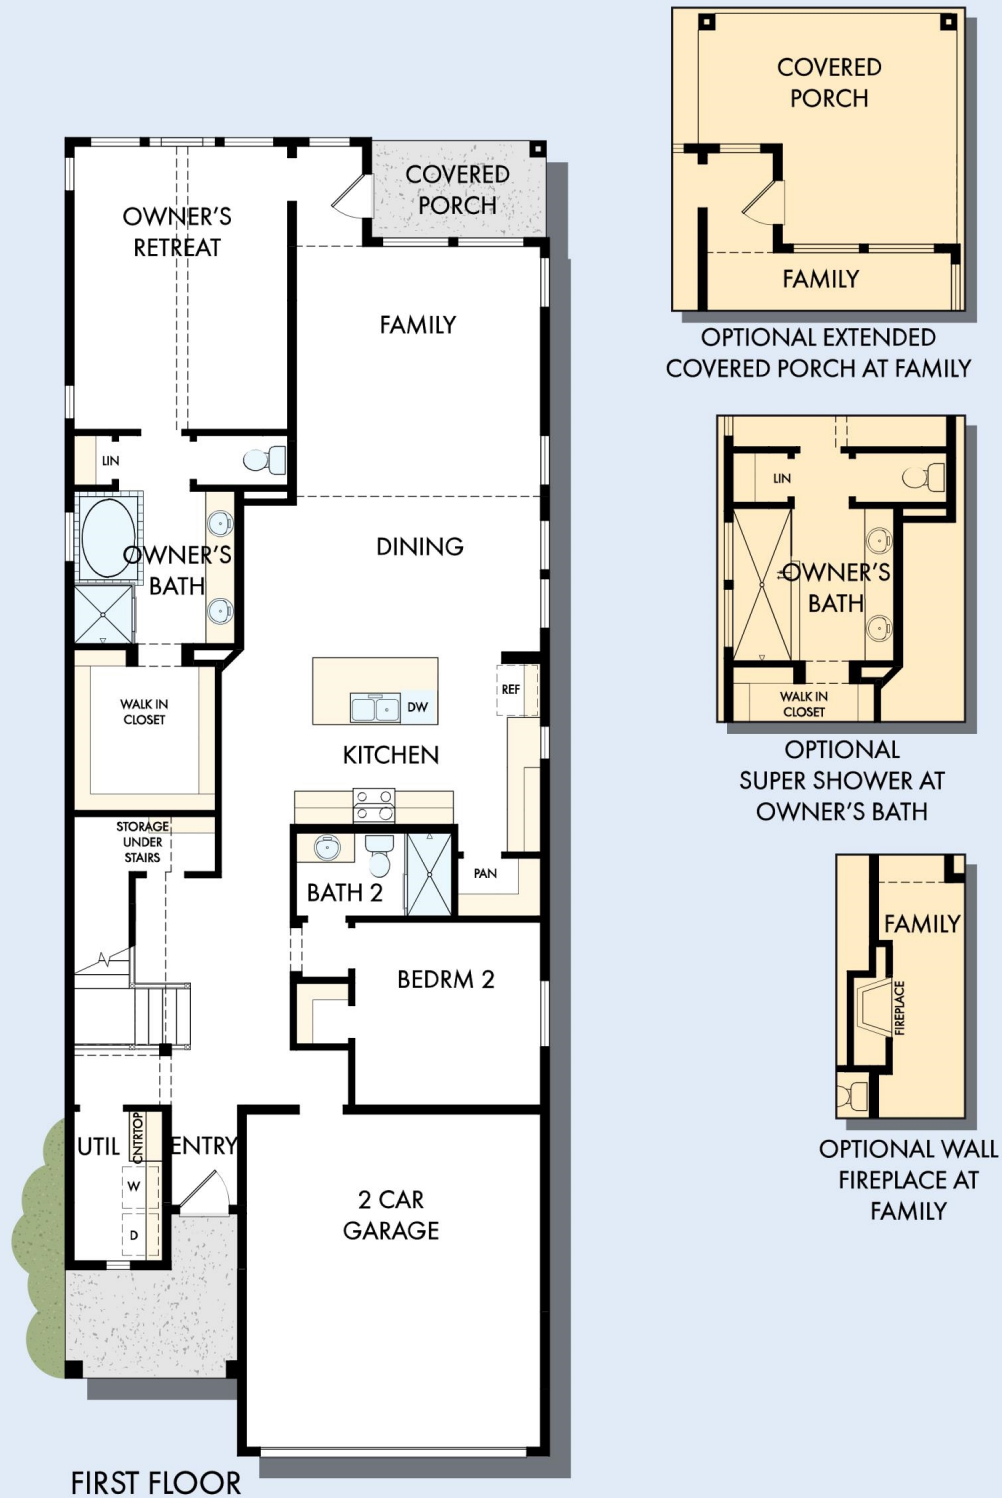 OWNER'S
RETREAT
COVERED
PORCH
FAMILY
LIN
OWNER'S
BATH
DINING
WALK IN
CLOSET
REF
DW
KITCHEN
STORAGE
UNDER
STAIRS
BATH 2
PAN
BEDRM 2
UTIL
CNTRTOP
ENTRY
W
D
2 CAR
GARAGE
FIRST FLOOR
COVERED
PORCH
FAMILY
OPTIONAL EXTENDED
COVERED PORCH AT FAMILY
LIN
OWNER'S
BATH
WALK IN
CLOSET
OPTIONAL
SUPER SHOWER AT
OWNER'S BATH
FAMILY
FIREPLACE
OPTIONAL WALL
FIREPLACE AT
FAMILY